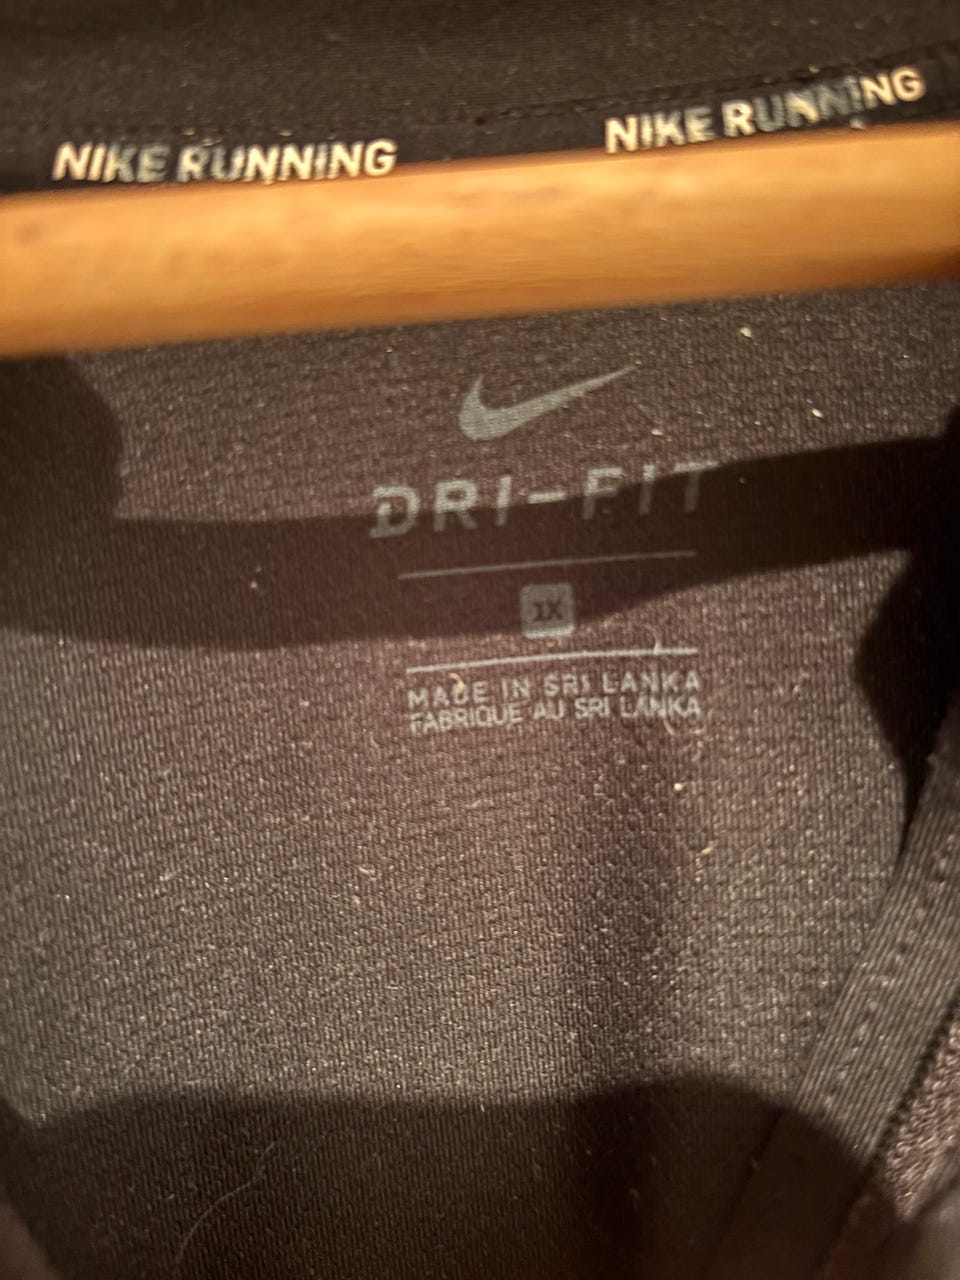 NIKE RUNNING
NIKE RUNNING
DRI-FIT
1X
MADE IN SRI LANKA
FABRIQUE AU SRI LANKA